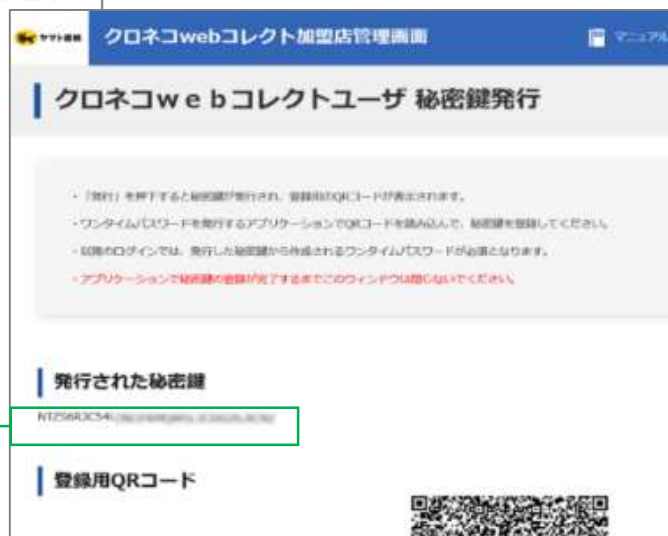 ヤマト運輸 クロネコwebコレクト加盟店管理画面 マニュアル
クロネコwebコレクトユーザ 秘密鍵発行
・「発行」を押下すると秘密鍵が発行され、登録用のQRコードが表示されます。
・ワンタイムパスワードを発行するアプリケーションでQRコードを読み込んで、秘密鍵を登録してください。
・以降のログインでは、発行した秘密鍵から作成されるワンタイムパスワードが必要となります。
・アプリケーションで秘密鍵の登録が完了するまでこのウィンドウは閉じないでください。
発行された秘密鍵
登録用QRコード